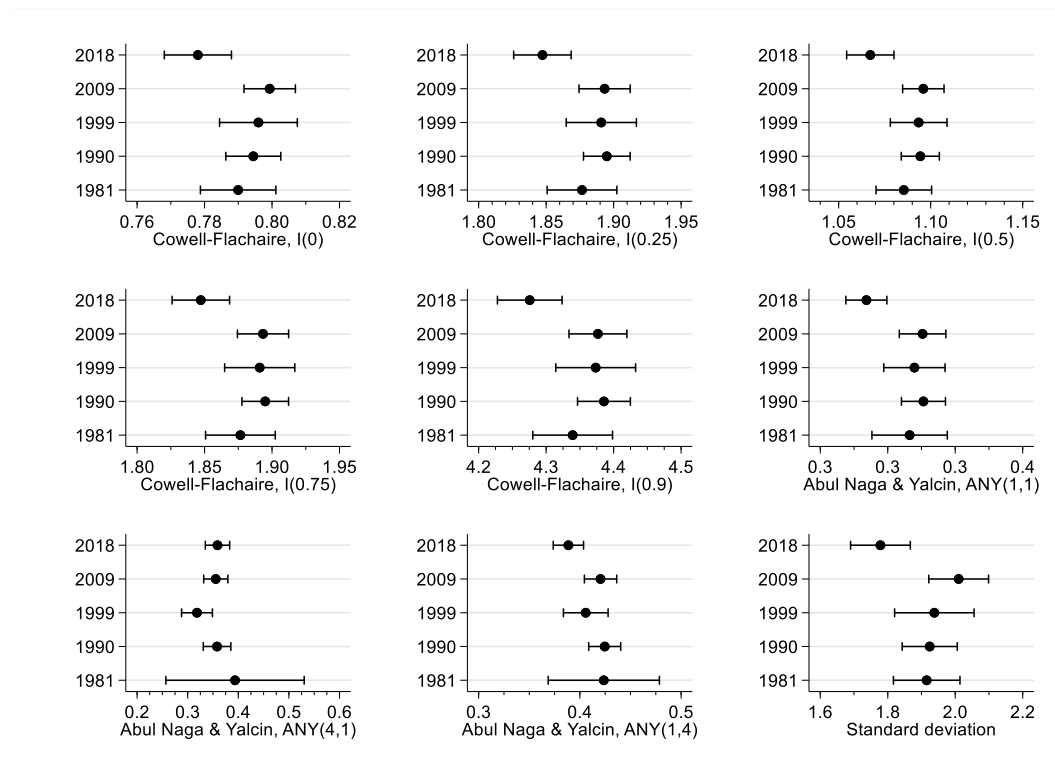 2018
2009
1999
1990
1981
0.76 0.78 0.80 0.82
Cowell-Flachaire, I(0)
2018
2009
1999
1990
1981
1.80 1.85 1.90 1.95
Cowell-Flachaire, I(0.25)
2018
2009
1999
1990
1981
1.05 1.10 1.15
Cowell-Flachaire, I(0.5)
2018
2009
1999
1990
1981
1.80 1.85 1.90 1.95
Cowell-Flachaire, I(0.75)
2018
2009
1999
1990
1981
4.2 4.3 4.4 4.5
Cowell-Flachaire, I(0.9)
2018
2009
1999
1990
1981
0.3 0.3 0.3 0.4
Abul Naga & Yalcin, ANY(1,1)
2018
2009
1999
1990
1981
0.2 0.3 0.4 0.5 0.6
Abul Naga & Yalcin, ANY(4,1)
2018
2009
1999
1990
1981
0.3 0.4 0.5
Abul Naga & Yalcin, ANY(1,4)
2018
2009
1999
1990
1981
1.6 1.8 2.0 2.2
Standard deviation